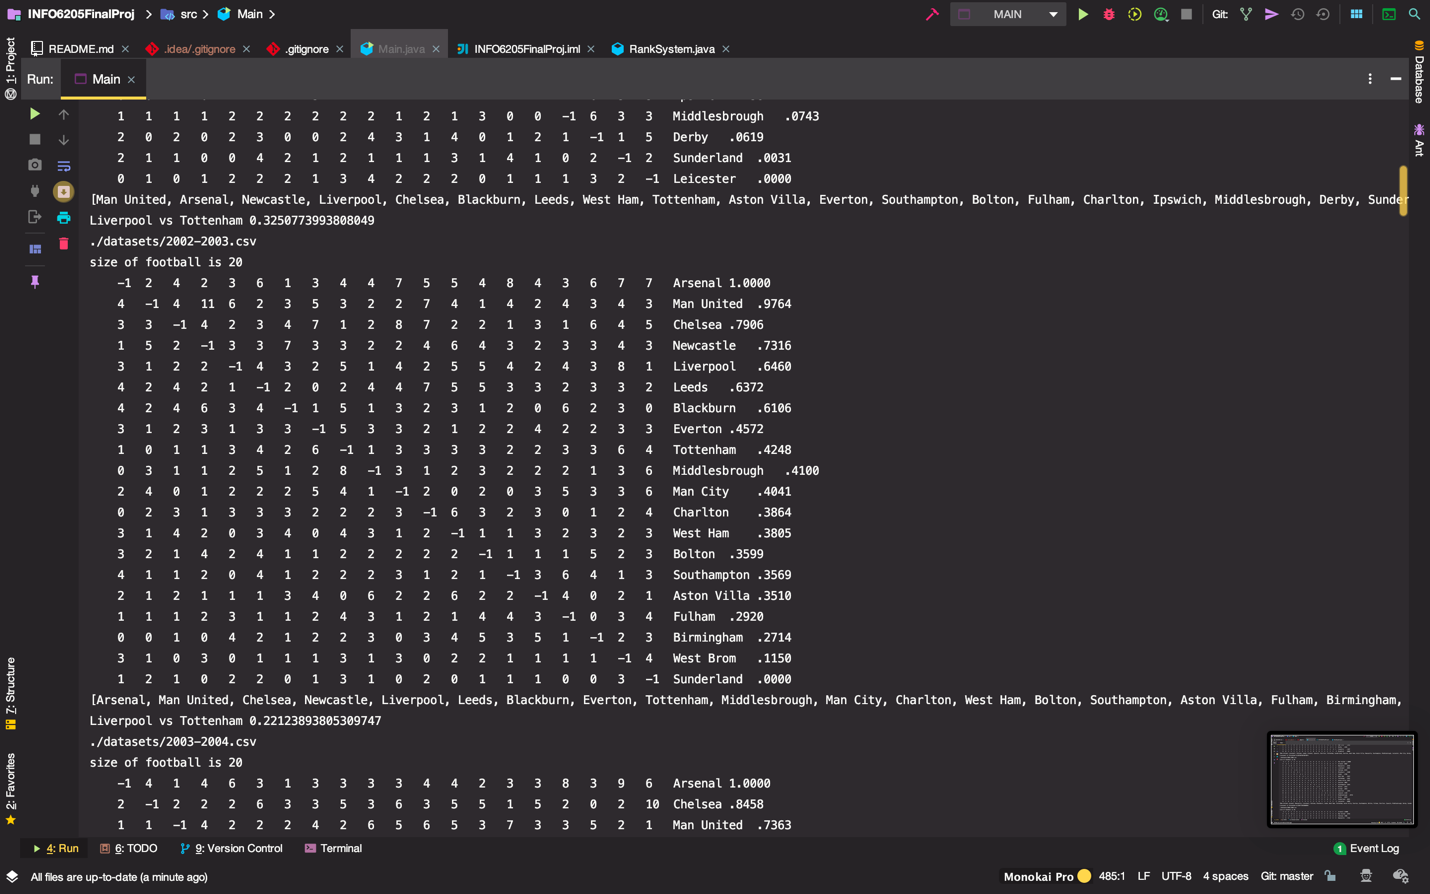 INFO6205FinalProj > src > Main > MAIN Git:
README.md × .idea/.gitignore × .gitignore × Main.java × INFO6205FinalProj.iml × RankSystem.java ×
1: Project
Run: Main ×
Database
Ant
1 1 1 1 2 2 2 2 2 2 1 2 1 3 0 0 -1 6 3 3 Middlesbrough .0743
2 0 2 0 2 3 0 0 2 4 3 1 4 0 1 2 1 -1 1 5 Derby .0619
2 1 1 0 0 4 2 1 2 1 1 1 3 1 4 1 0 2 -1 2 Sunderland .0031
0 1 0 1 2 2 2 1 3 4 2 2 2 0 1 1 1 3 2 -1 Leicester .0000
[Man United, Arsenal, Newcastle, Liverpool, Chelsea, Blackburn, Leeds, West Ham, Tottenham, Aston Villa, Everton, Southampton, Bolton, Fulham, Charlton, Ipswich, Middlesbrough, Derby, Sunder
Liverpool vs Tottenham 0.3250773993808049
./datasets/2002-2003.csv
size of football is 20
-1 2 4 2 3 6 1 3 4 4 7 5 5 4 8 4 3 6 7 7 Arsenal 1.0000
4 -1 4 11 6 2 3 5 3 2 2 7 4 1 4 2 4 3 4 3 Man United .9764
3 3 -1 4 2 3 4 7 1 2 8 7 2 2 1 3 1 6 4 5 Chelsea .7906
1 5 2 -1 3 3 7 3 3 2 2 4 6 4 3 2 3 3 4 3 Newcastle .7316
3 1 2 2 -1 4 3 2 5 1 4 2 5 5 4 2 4 3 8 1 Liverpool .6460
4 2 4 2 1 -1 2 0 2 4 4 7 5 5 3 3 2 3 3 2 Leeds .6372
4 2 4 6 3 4 -1 1 5 1 3 2 3 1 2 0 6 2 3 0 Blackburn .6106
3 1 2 3 1 3 3 -1 5 3 3 2 1 2 2 4 2 2 3 3 Everton .4572
1 0 1 1 3 4 2 6 -1 1 3 3 3 3 2 2 3 3 6 4 Tottenham .4248
0 3 1 1 2 5 1 2 8 -1 3 1 2 3 2 2 2 1 3 6 Middlesbrough .4100
2 4 0 1 2 2 2 5 4 1 -1 2 0 2 0 3 5 3 3 6 Man City .4041
0 2 3 1 3 3 3 2 2 2 3 -1 6 3 2 3 0 1 2 4 Charlton .3864
3 1 4 2 0 3 4 0 4 3 1 2 -1 1 1 3 2 3 2 3 West Ham .3805
3 2 1 4 2 4 1 1 2 2 2 2 2 -1 1 1 1 5 2 3 Bolton .3599
4 1 1 2 0 4 1 2 2 2 3 1 2 1 -1 3 6 4 1 3 Southampton .3569
2 1 2 1 1 1 3 4 0 6 2 2 6 2 2 -1 4 0 2 1 Aston Villa .3510
1 1 1 2 3 1 1 2 4 3 1 2 1 4 4 3 -1 0 3 4 Fulham .2920
0 0 1 0 4 2 1 2 2 3 0 3 4 5 3 5 1 -1 2 3 Birmingham .2714
3 1 0 3 0 1 1 1 3 1 3 0 2 2 1 1 1 1 -1 4 West Brom .1150
1 2 1 0 2 2 0 1 3 1 0 2 0 1 1 1 0 0 3 -1 Sunderland .0000
[Arsenal, Man United, Chelsea, Newcastle, Liverpool, Leeds, Blackburn, Everton, Tottenham, Middlesbrough, Man City, Charlton, West Ham, Bolton, Southampton, Aston Villa, Fulham, Birmingham,
Liverpool vs Tottenham 0.22123893805309747
./datasets/2003-2004.csv
size of football is 20
-1 4 1 4 6 3 1 3 3 3 3 4 4 2 3 3 8 3 9 6 Arsenal 1.0000
2 -1 2 2 2 6 3 3 5 3 6 3 5 5 1 5 2 0 2 10 Chelsea .8458
1 1 -1 4 2 2 2 4 2 6 5 6 5 3 7 3 3 5 2 1 Man United .7363
7: Structure
2: Favorites
4: Run 6: TODO 9: Version Control Terminal 1 Event Log
All files are up-to-date (a minute ago) Monokai Pro 485:1 LF UTF-8 4 spaces Git: master